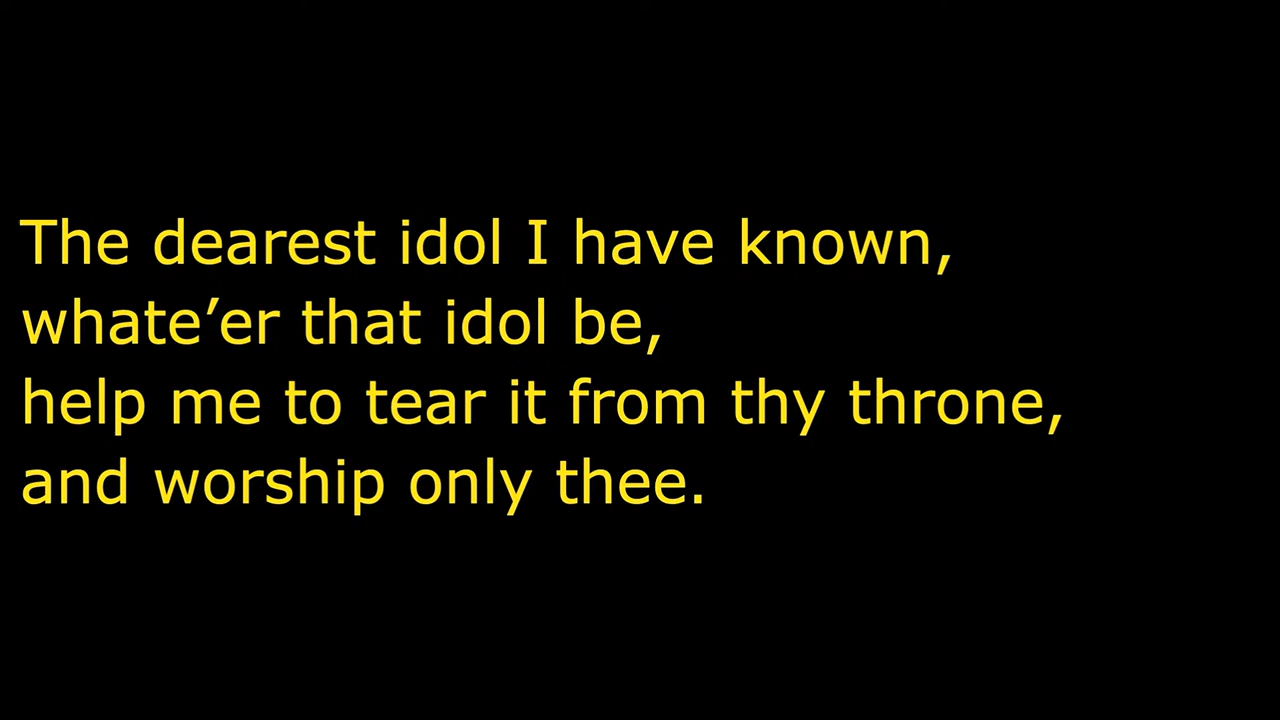 The dearest idol I have known,
whate’er that idol be,
help me to tear it from thy throne,
and worship only thee.